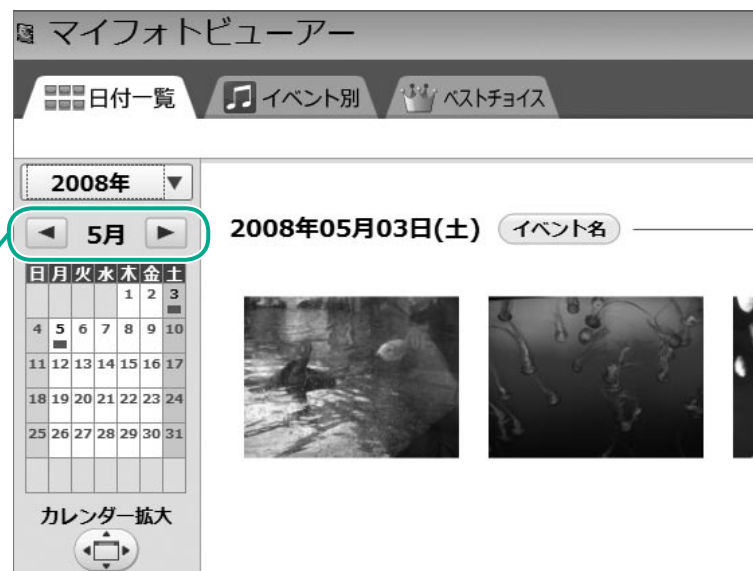 マイフォトビューアー
日付一覧 イベント別 ベストチョイス
2008年
5月
2008年05月03日(土) イベント名
日 月 火 水 木 金 土
1 2 3
4 5 6 7 8 9 10
11 12 13 14 15 16 17
18 19 20 21 22 23 24
25 26 27 28 29 30 31
カレンダー拡大